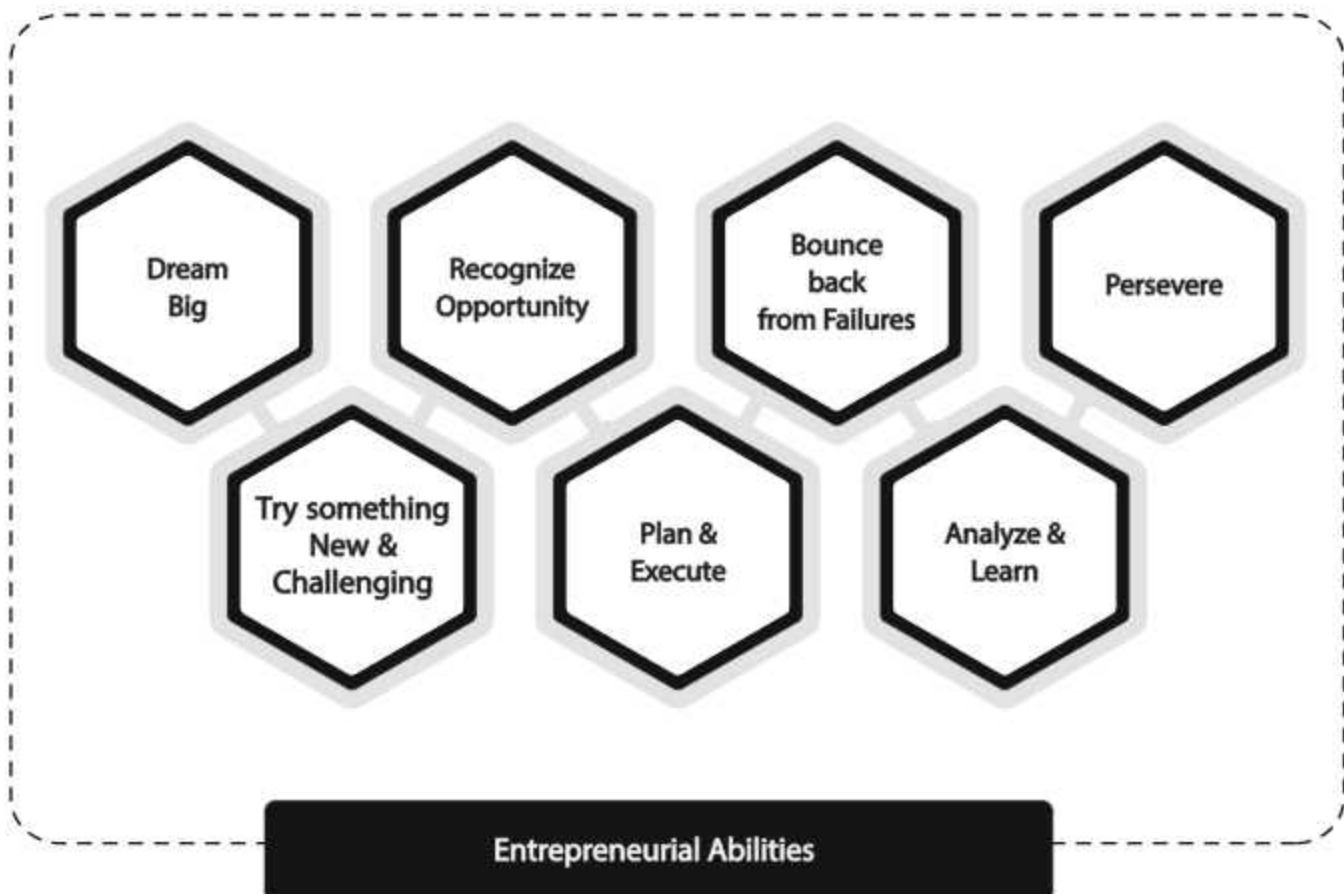 Dream
Big
Recognize
Opportunity
Bounce
back
from Failures
Persevere
Try something
New &
Challenging
Plan &
Execute
Analyze &
Learn
Entrepreneurial Abilities